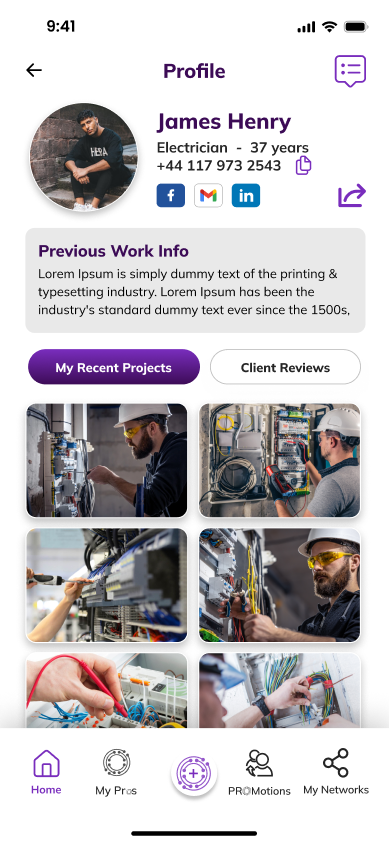 9:41
Profile
James Henry
Electrician - 37 years
+44 117 973 2543
f
in
Previous Work Info
Lorem Ipsum is simply dummy text of the printing &
typesetting industry. Lorem Ipsum has been the
industry's standard dummy text ever since the 1500s,
My Recent Projects
Client Reviews
Home
My Pros
PROMotions
My Networks